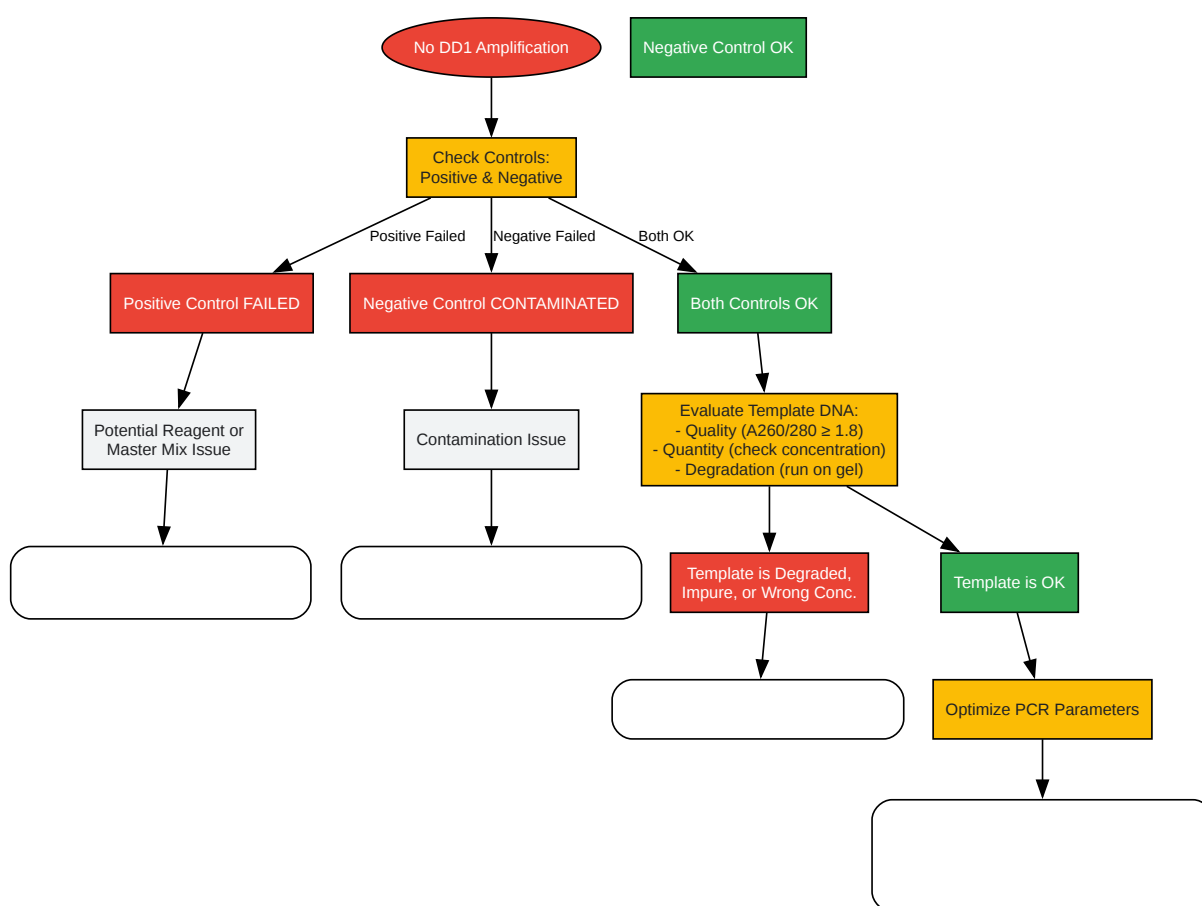 No DD1 Amplification
Negative Control OK
Check Controls:
Positive & Negative
Positive Failed
Negative Failed
Both OK
Positive Control FAILED
Negative Control CONTAMINATED
Both Controls OK
Potential Reagent or
Master Mix Issue
Contamination Issue
Evaluate Template DNA:
- Quality (A260/280 ≥ 1.8)
- Quantity (check concentration)
- Degradation (run on gel)
Template is Degraded,
Impure, or Wrong Conc.
Template is OK
Optimize PCR Parameters